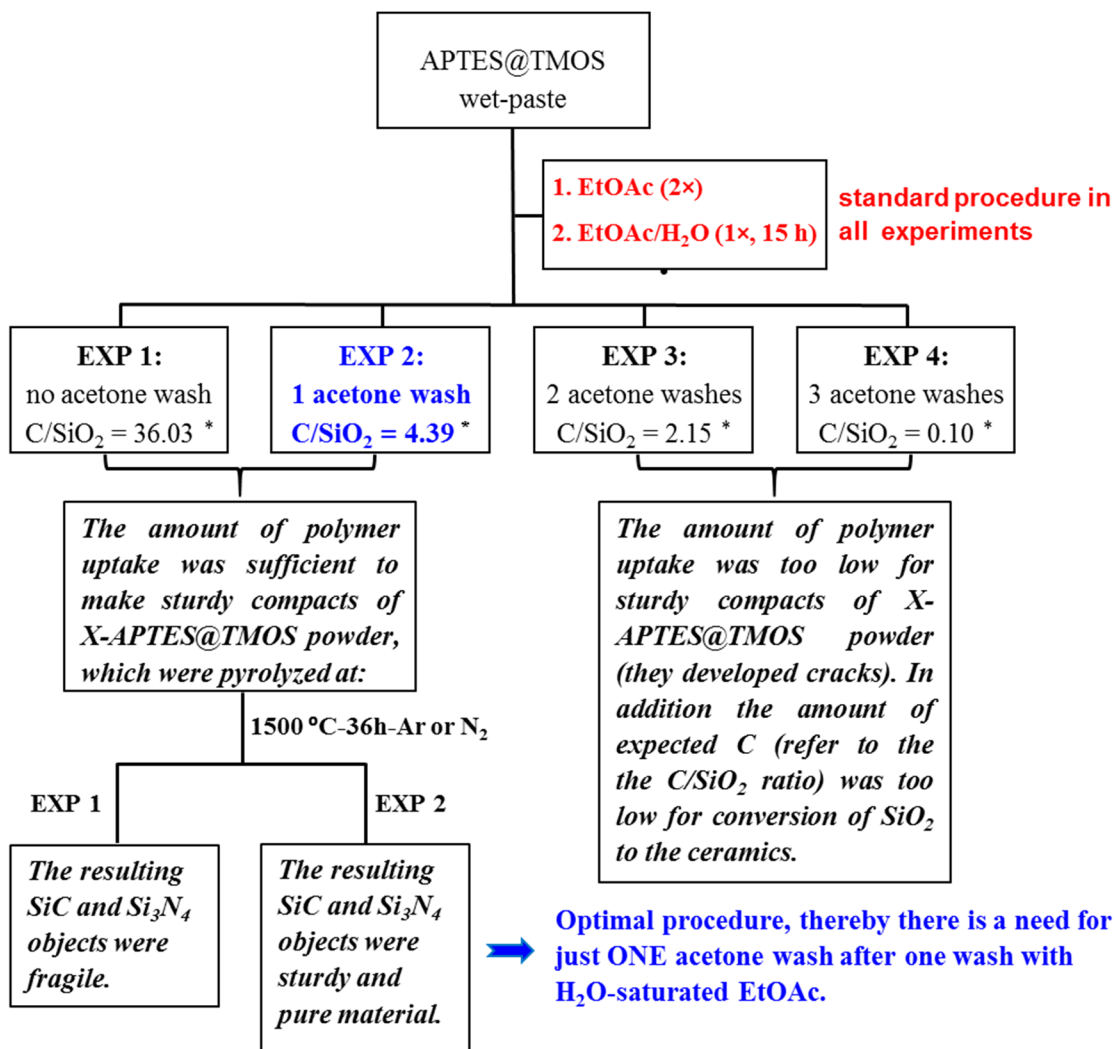 APTES@TMOS
wet-paste
1. EtOAc (2×)
2. EtOAc/H₂O (1×, 15 h)
standard procedure in
all experiments
EXP 1:
no acetone wash
C/SiO₂ = 36.03 *
EXP 2:
1 acetone wash
C/SiO₂ = 4.39 *
EXP 3:
2 acetone washes
C/SiO₂ = 2.15 *
EXP 4:
3 acetone washes
C/SiO₂ = 0.10 *
The amount of polymer
uptake was sufficient to
make sturdy compacts of
X-APTES@TMOS powder,
which were pyrolyzed at:
The amount of polymer
uptake was too low for
sturdy compacts of X-
APTES@TMOS powder
(they developed cracks). In
addition the amount of
expected C (refer to the
the C/SiO₂ ratio) was too
low for conversion of SiO₂
to the ceramics.
1500 °C-36h-Ar or N₂
EXP 1
EXP 2
The resulting
SiC and Si₃N₄
objects were
fragile.
The resulting
SiC and Si₃N₄
objects were
sturdy and
pure material.
Optimal procedure, thereby there is a need for
just ONE acetone wash after one wash with
H₂O-saturated EtOAc.